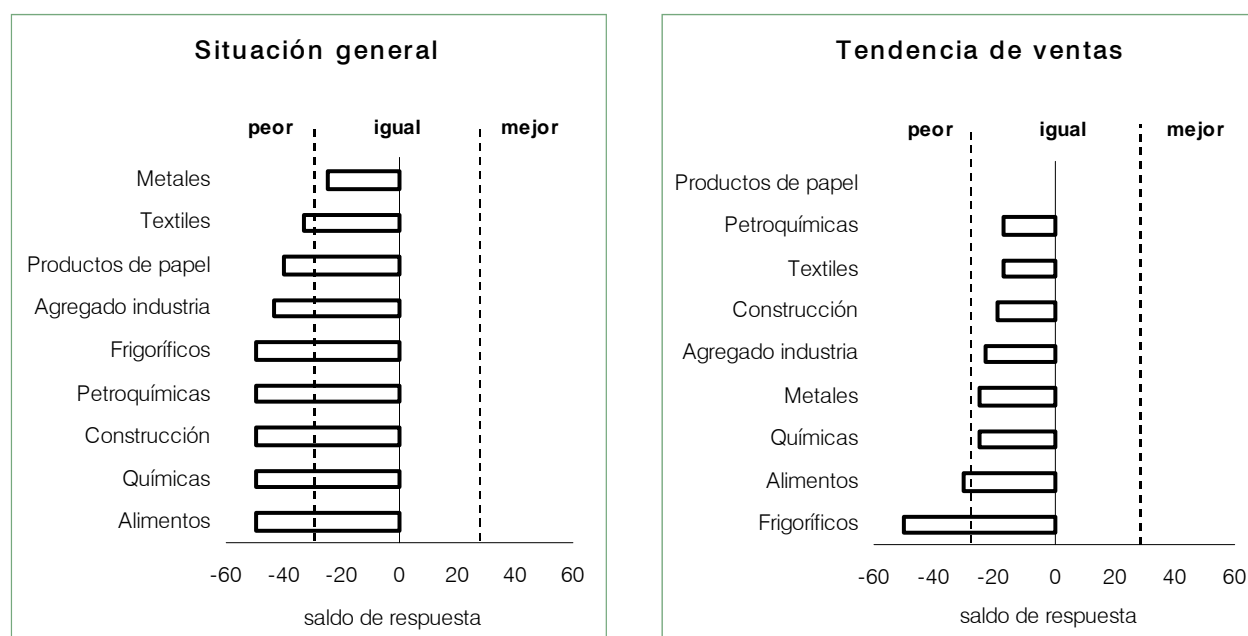 Situación general
peor igual mejor
Metales
Textiles
Productos de papel
Agregado industria
Frigoríficos
Petroquímicas
Construcción
Químicas
Alimentos
-60 -40 -20 0 20 40 60
saldo de respuesta
Tendencia de ventas
peor igual mejor
Productos de papel
Petroquímicas
Textiles
Construcción
Agregado industria
Metales
Químicas
Alimentos
Frigoríficos
-60 -40 -20 0 20 40 60
saldo de respuesta